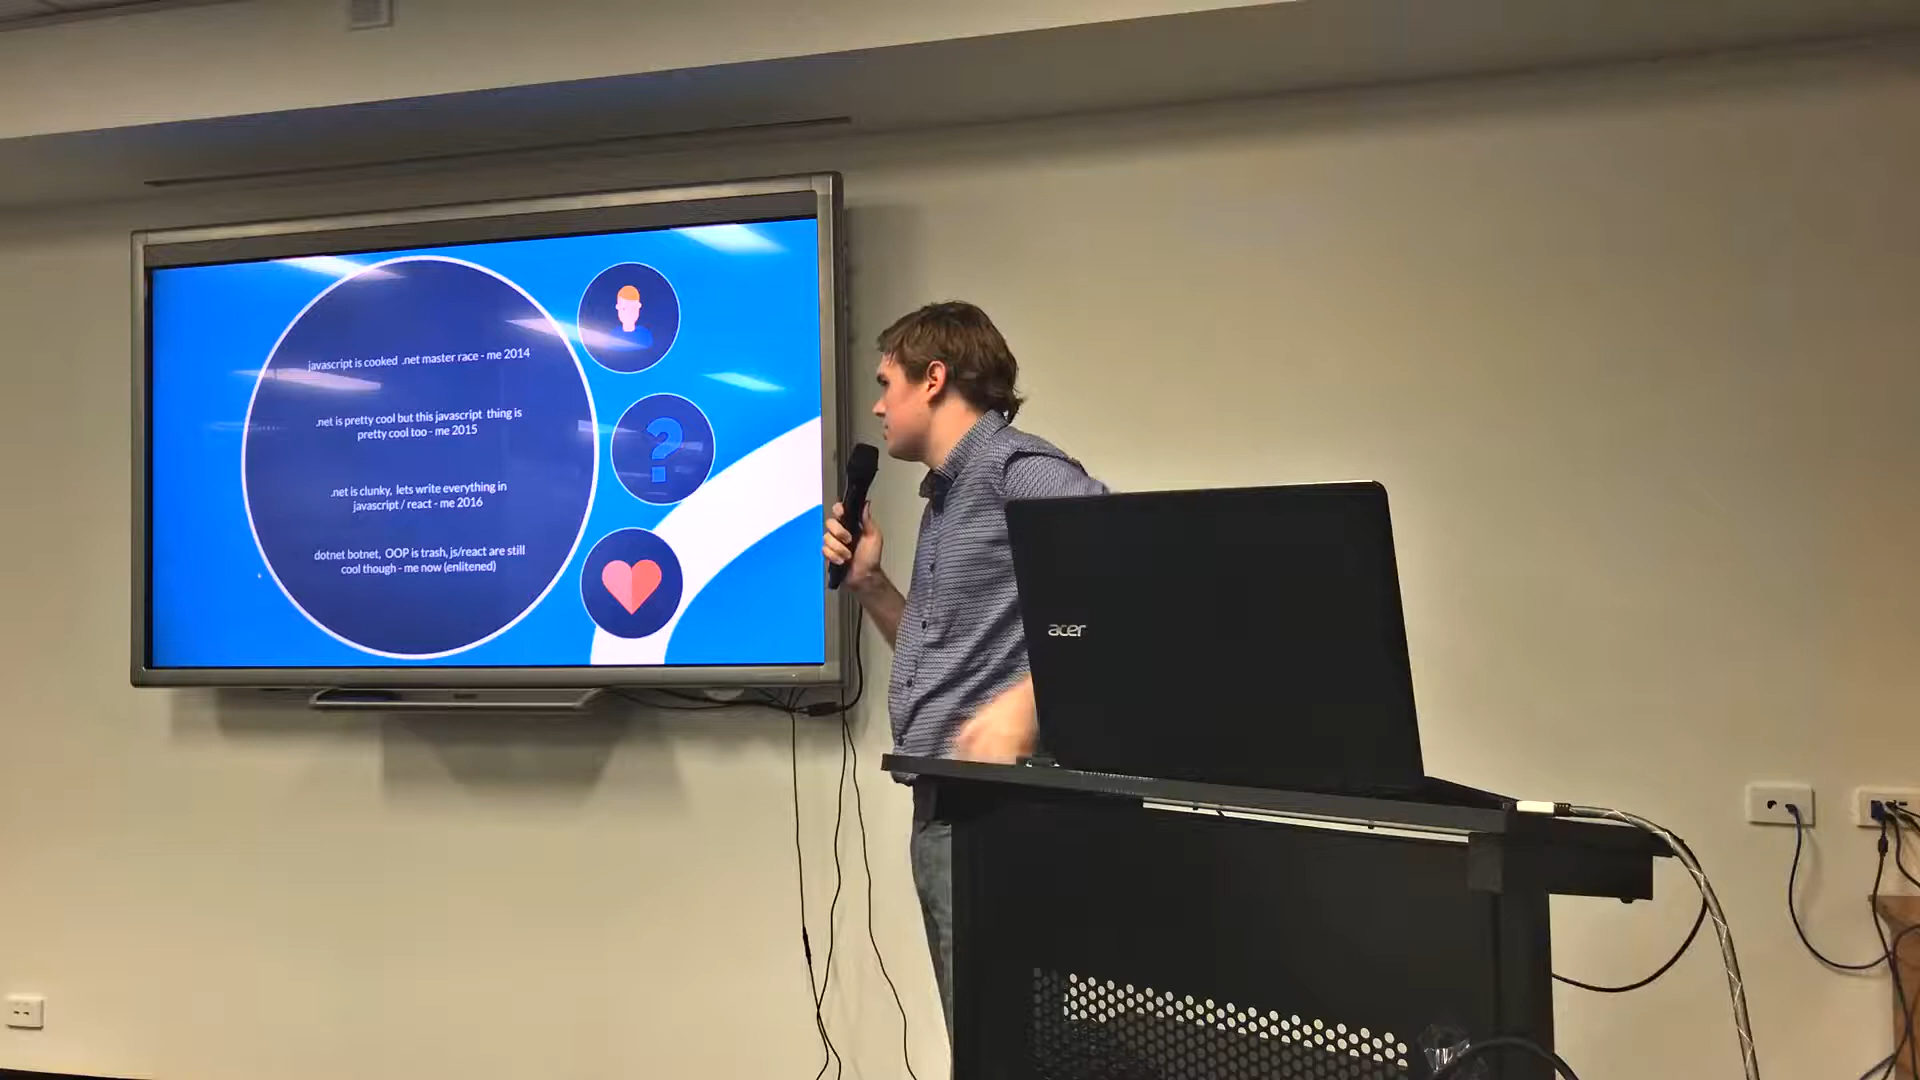 javascript is cooked .net master race - me 2014
.net is pretty cool but this javascript thing is
pretty cool too - me 2015
.net is clunky, lets write everything in
javascript / react - me 2016
dotnet botnet, OOP is trash, js/react are still
cool though - me now (enlitened)
?
acer